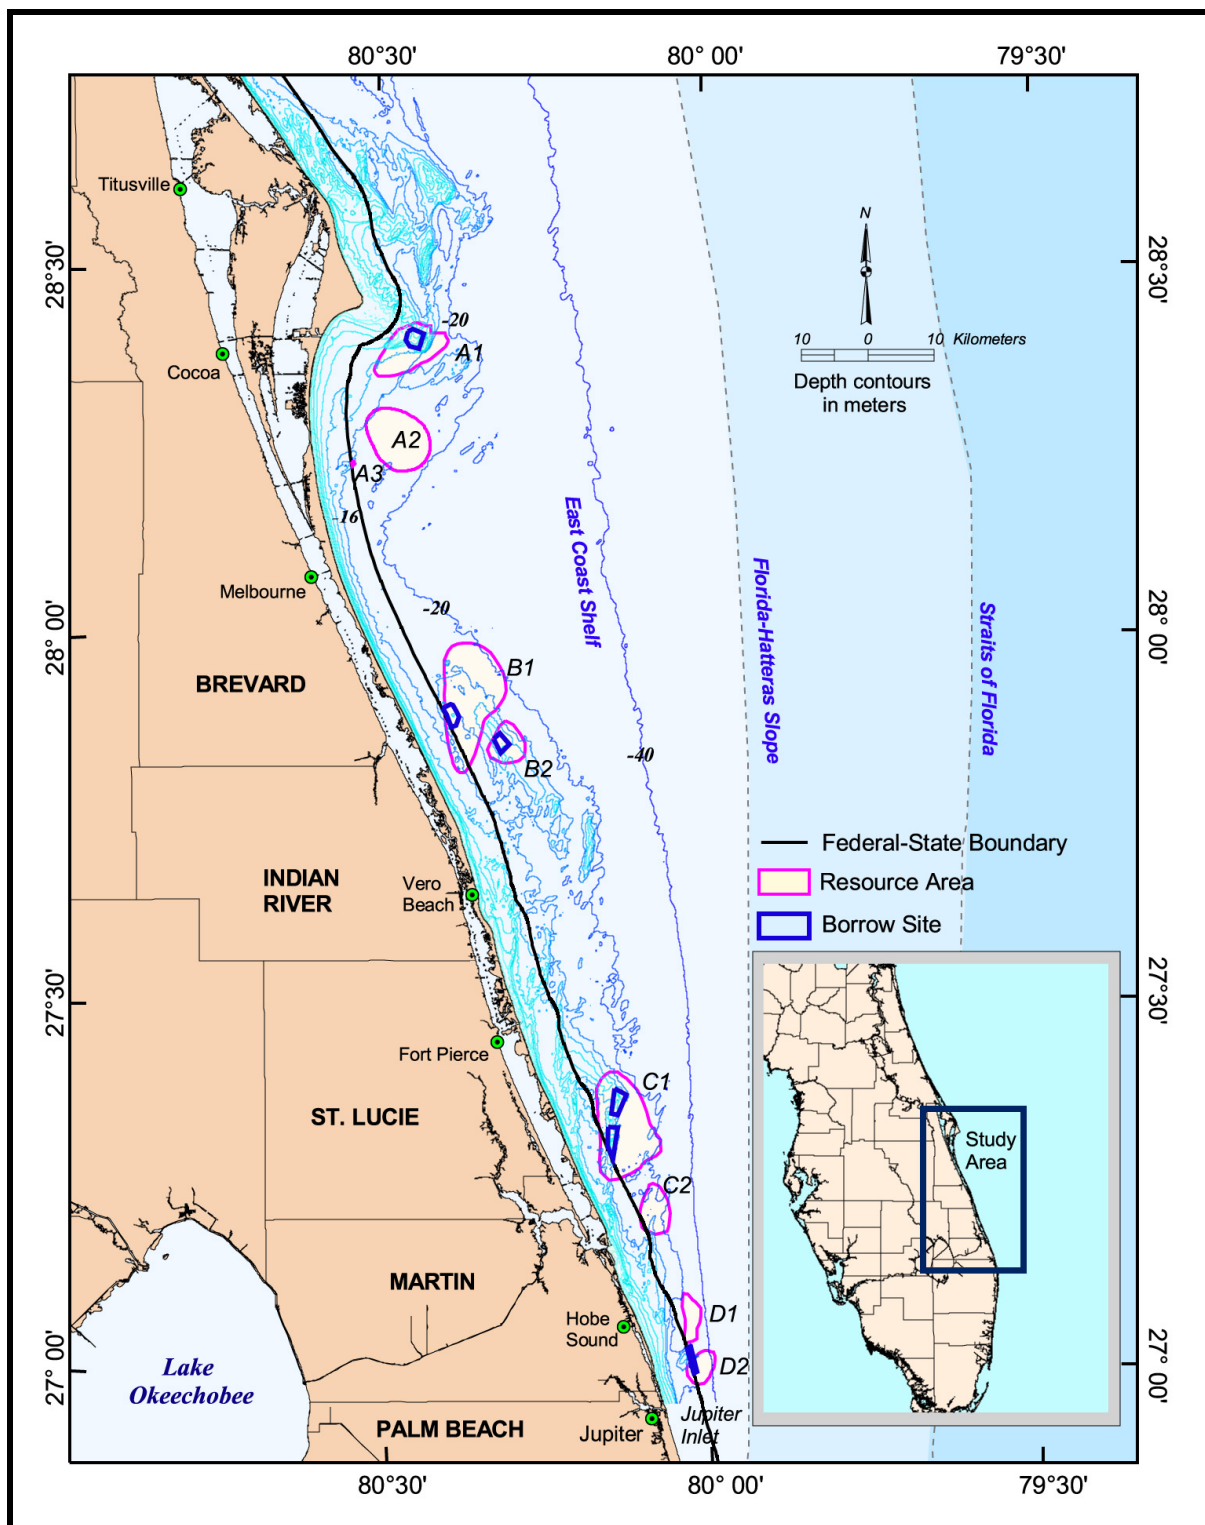 80°30'
80° 00'
79°30'
Titusville
N
28°30'
28°30'
-20
A1
10 0 10 Kilometers
Cocoa
Depth contours
in meters
A2
A3
-16
East Coast Shelf
Florida-Hatteras Slope
Straits of Florida
Melbourne
-20
28° 00'
28° 00'
B1
BREVARD
B2
-40
Federal-State Boundary
Resource Area
Borrow Site
INDIAN
RIVER
Vero
Beach
27°30'
27°30'
Fort Pierce
C1
ST. LUCIE
Study
Area
C2
MARTIN
D1
Hobe
Sound
D2
27° 00'
27° 00'
Lake
Okeechobee
PALM BEACH
Jupiter
Jupiter
Inlet
80°30'
80° 00'
79°30'